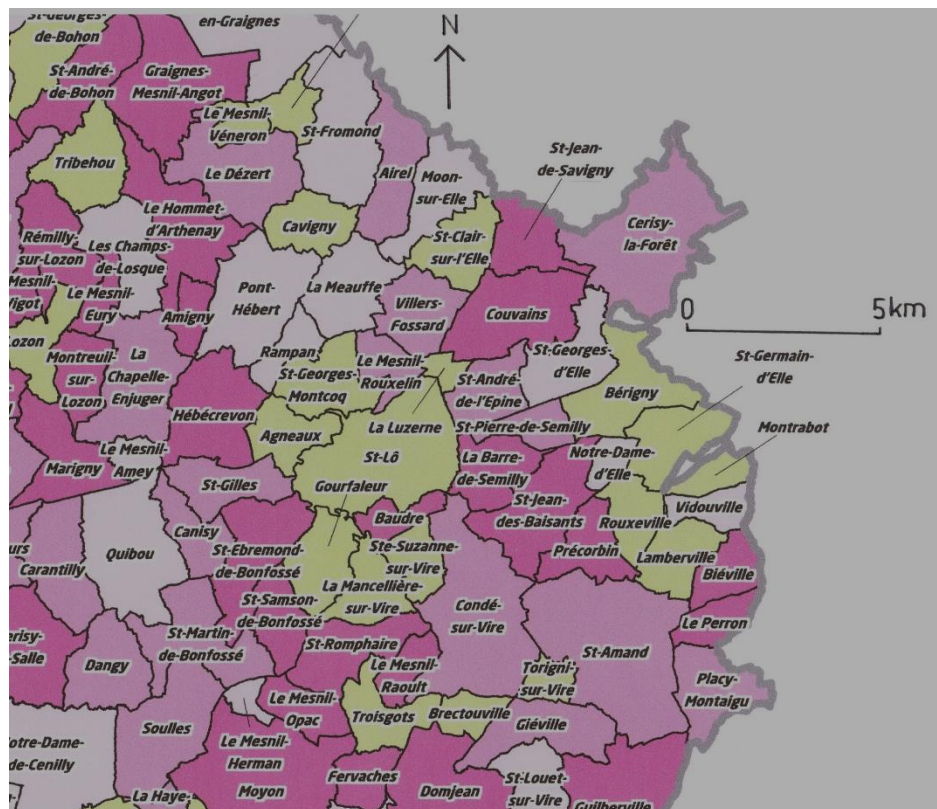 St-Georges-
de-Bohon
en-Graignes
N
St-André-
de-Bohon
Graignes-
Mesnil-Angot
Le Mesnil-
Véneron
St-Fromond
Airel
Moon-
sur-Elle
St-Jean-
de-Savigny
Cerisy-
la-Forêt
Tribehou
Le Dézert
Le Hommet-
d'Arthenay
Cavigny
St-Clair-
sur-l'Elle
Rémilly-
sur-Lozon
Les Champs-
de-Losque
Mesnil-
Vigot
Le Mesnil-
Eury
Amigny
Pont-
Hébert
La Meauffe
Villers-
Fossard
Couvains
0
5km
Lozon
Montreuil-
sur-
Lozon
La
Chapelle-
Enjuger
Hébécrevon
Rampan
St-Georges-
Montcoq
Le Mesnil-
Rouxelin
St-André-
de-l'Epine
St-Georges-
d'Elle
Bérigny
St-Germain-
d'Elle
Agneaux
La Luzerne
St-Pierre-de-Semilly
Montrabot
Marigny
Le Mesnil-
Amey
St-Gilles
St-Lô
La Barre-
de-Semilly
Notre-Dame-
d'Elle
Gourfaleur
St-Jean-
des-Baisants
Rouxeville
Vidouville
Canisy
Baudre
Carantilly
Quibou
St-Ebremond-
de-Bonfossé
Ste-Suzanne-
sur-Vire
Précorbin
Lamberville
Biéville
La Mancellière-
sur-Vire
Condé-
sur-Vire
St-Samson-
de-Bonfossé
Le Perron
erisy-
-Salle
Dangy
St-Martin-
de-Bonfossé
St-Romphaire
St-Amand
Le Mesnil-
Raoult
Torigni-
sur-Vire
Placy-
Montaigu
Soulles
Le Mesnil-
Opac
Troisgots
Brectouville
Giéville
otre-Dame-
de-Cenilly
Le Mesnil-
Herman
Moyon
Fervaches
Domjean
St-Louet-
sur-Vire
Guilberville
La Haye-